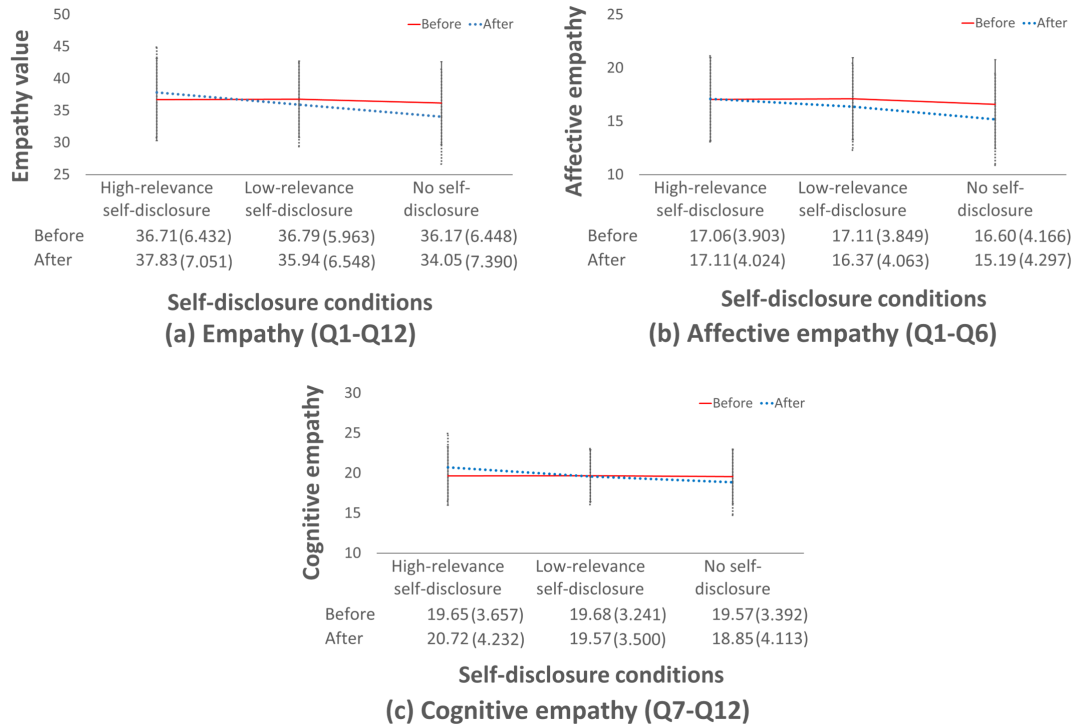 50
45
40
35
30
25
Empathy value
Before After
High-relevance self-disclosure Low-relevance self-disclosure No self-disclosure
Before 36.71(6.432) 36.79(5.963) 36.17(6.448)
After 37.83(7.051) 35.94(6.548) 34.05(7.390)
Self-disclosure conditions
(a) Empathy (Q1-Q12)
25
20
15
10
Affective empathy
Before After
High-relevance self-disclosure Low-relevance self-disclosure No self-disclosure
Before 17.06(3.903) 17.11(3.849) 16.60(4.166)
After 17.11(4.024) 16.37(4.063) 15.19(4.297)
Self-disclosure conditions
(b) Affective empathy (Q1-Q6)
30
25
20
15
10
Cognitive empathy
Before After
High-relevance self-disclosure Low-relevance self-disclosure No self-disclosure
Before 19.65(3.657) 19.68(3.241) 19.57(3.392)
After 20.72(4.232) 19.57(3.500) 18.85(4.113)
Self-disclosure conditions
(c) Cognitive empathy (Q7-Q12)